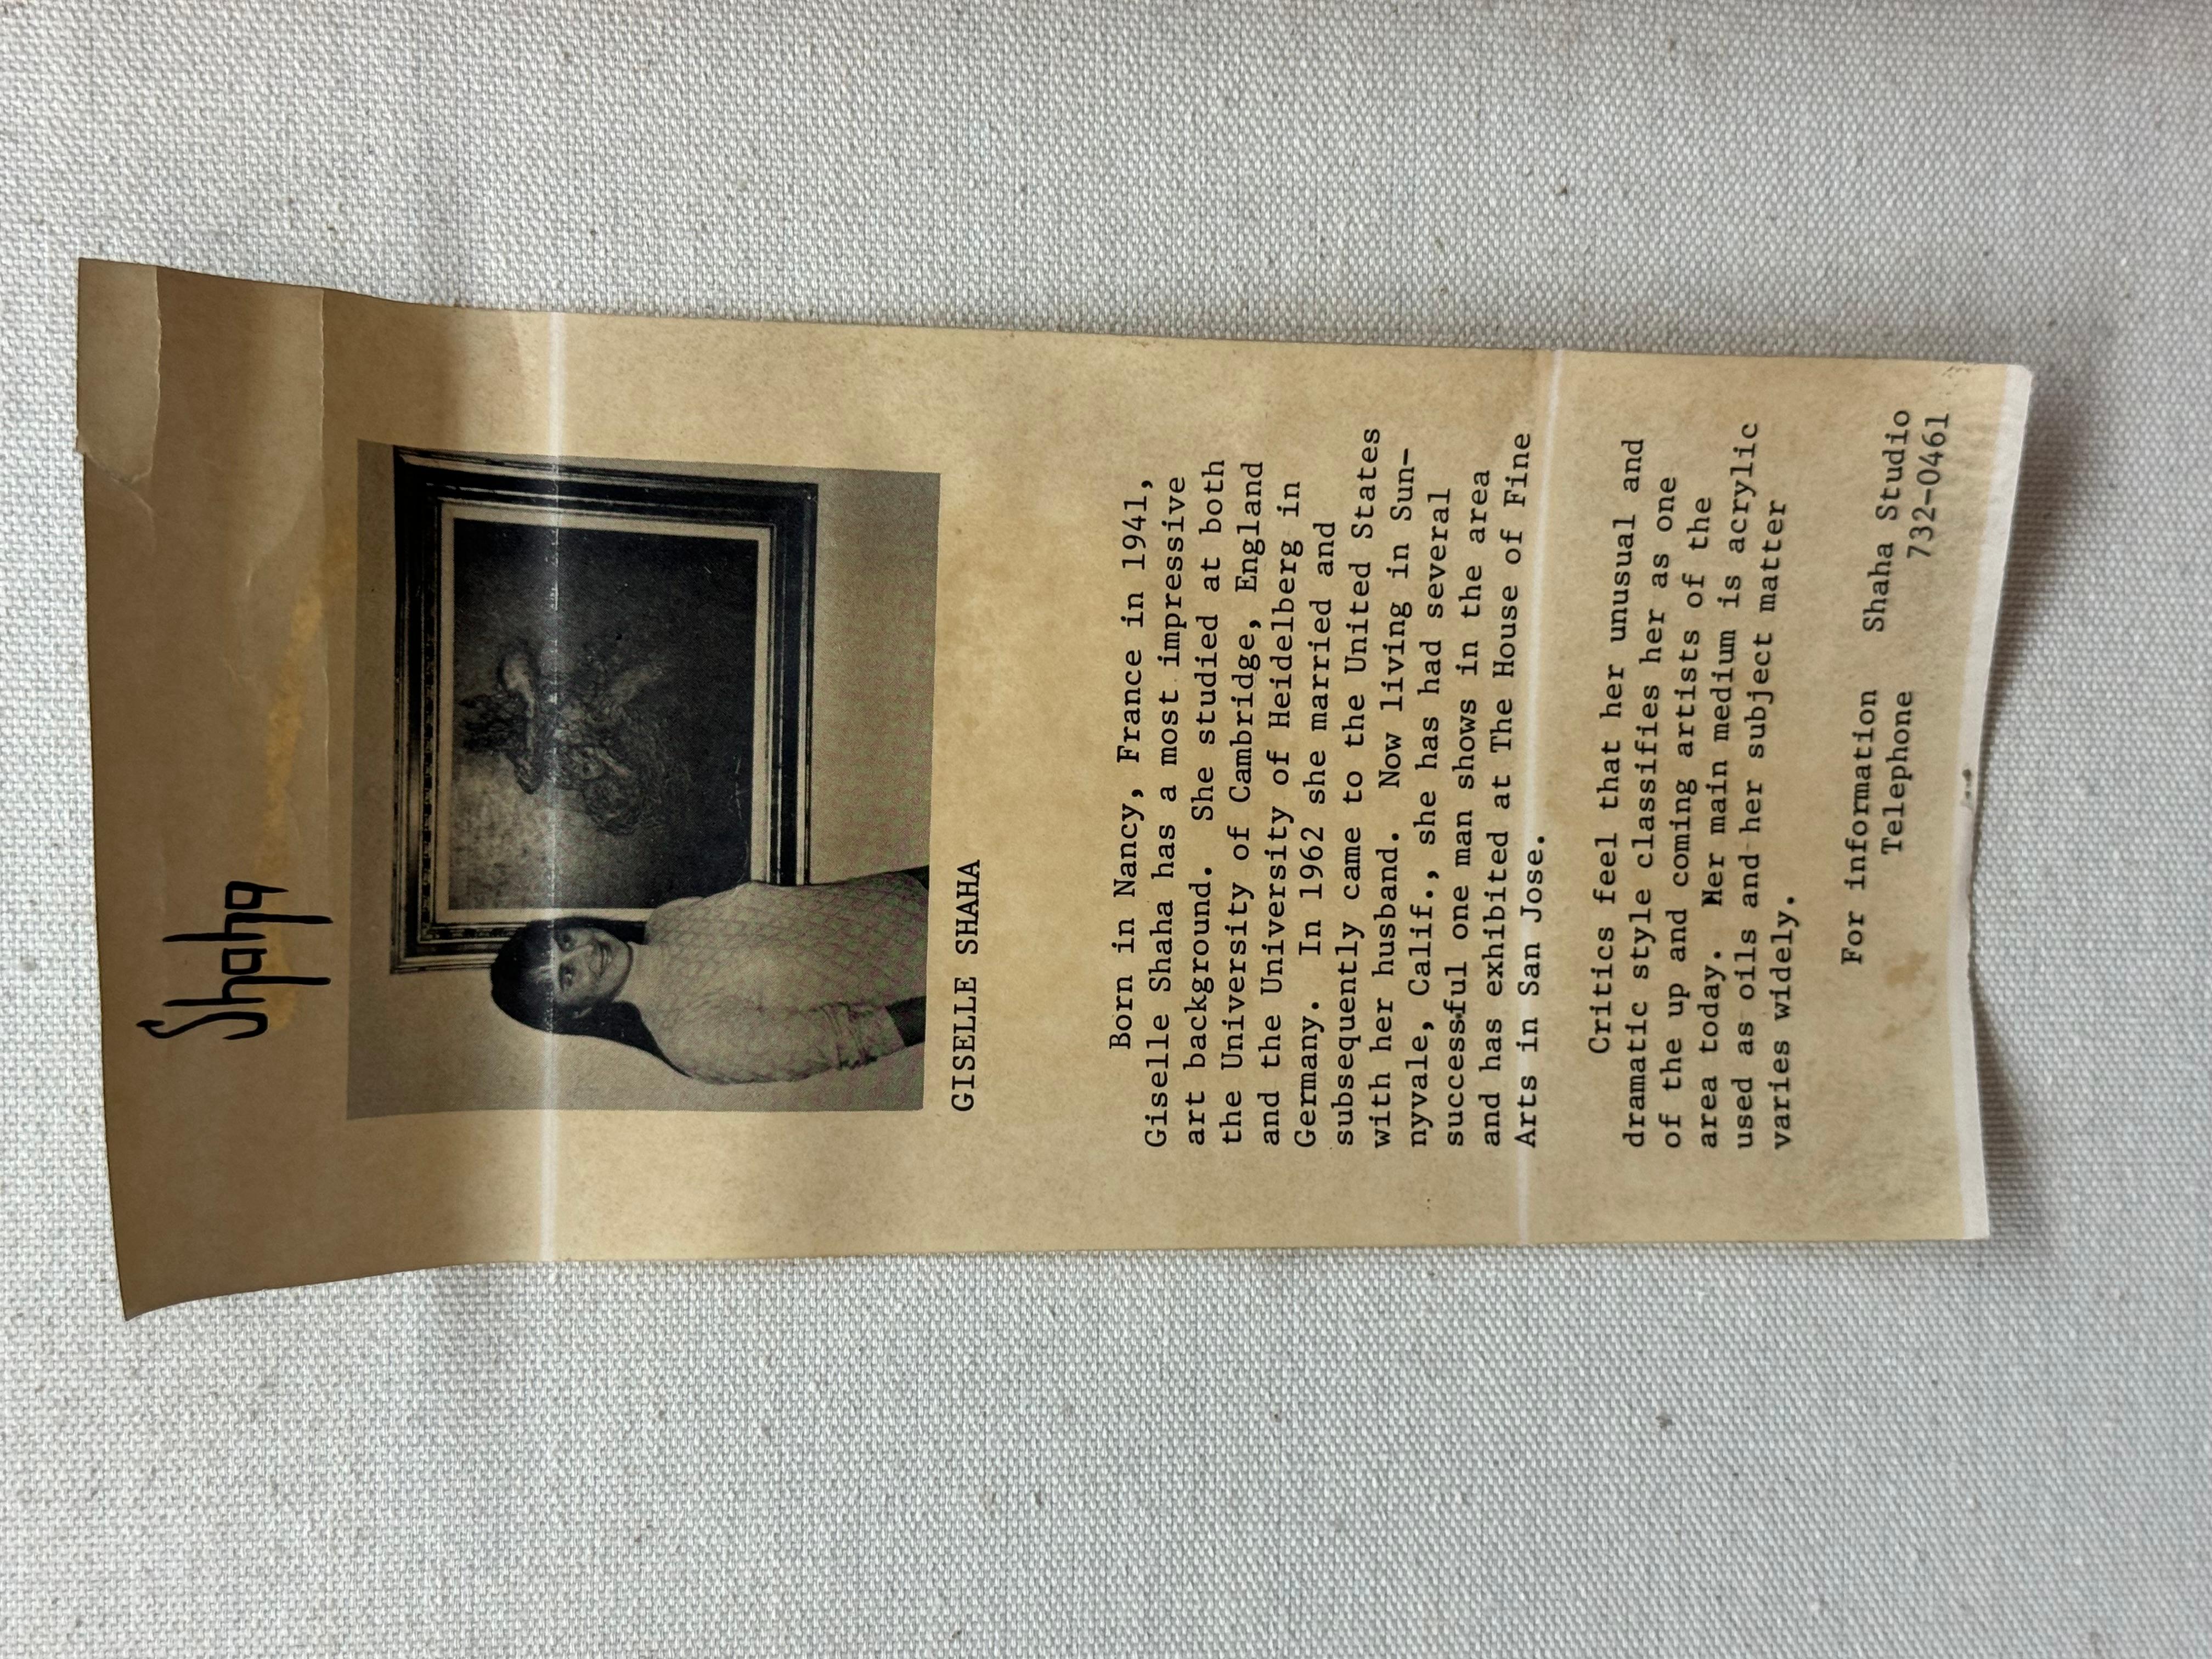 Shaha
GISELLE SHAHA
Born in Nancy, France in 1941,
Giselle Shaha has a most impressive
art background. She studied at both
the University of Cambridge, England
and the University of Heidelberg in
Germany. In 1962 she married and
subsequently came to the United States
with her husband. Now living in Sun-
nyvale, Calif., she has had several
successful one man shows in the area
and has exhibited at The House of Fine
Arts in San Jose.
Critics feel that her unusual and
dramatic style classifies her as one
of the up and coming artists of the
area today. Her main medium is acrylic
used as oils and her subject matter
varies widely.
For information Shaha Studio
Telephone 732-0461